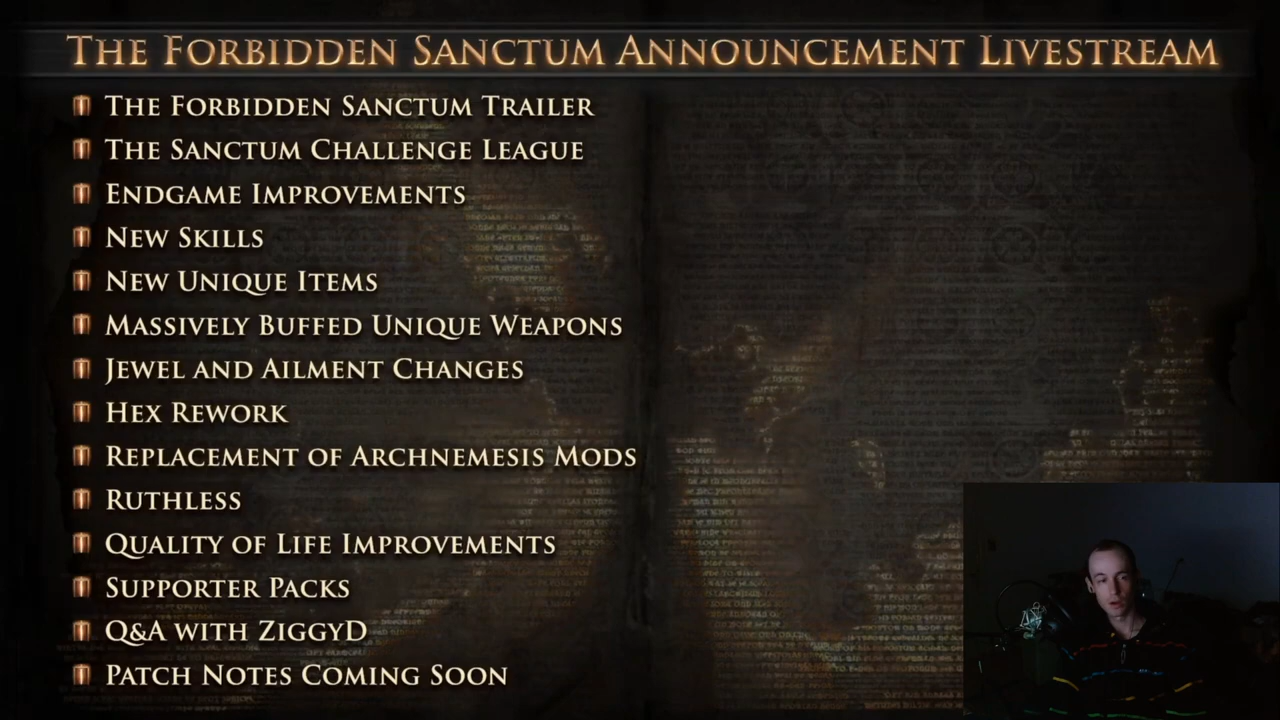 The Forbidden Sanctum Announcement Livestream
The Forbidden Sanctum Trailer
The Sanctum Challenge League
Endgame Improvements
New Skills
New Unique Items
Massively Buffed Unique Weapons
Jewel and Ailment Changes
Hex Rework
Replacement of Archnemesis Mods
Ruthless
Quality of Life Improvements
Supporter Packs
Q&A with ZiggyD
Patch Notes Coming Soon